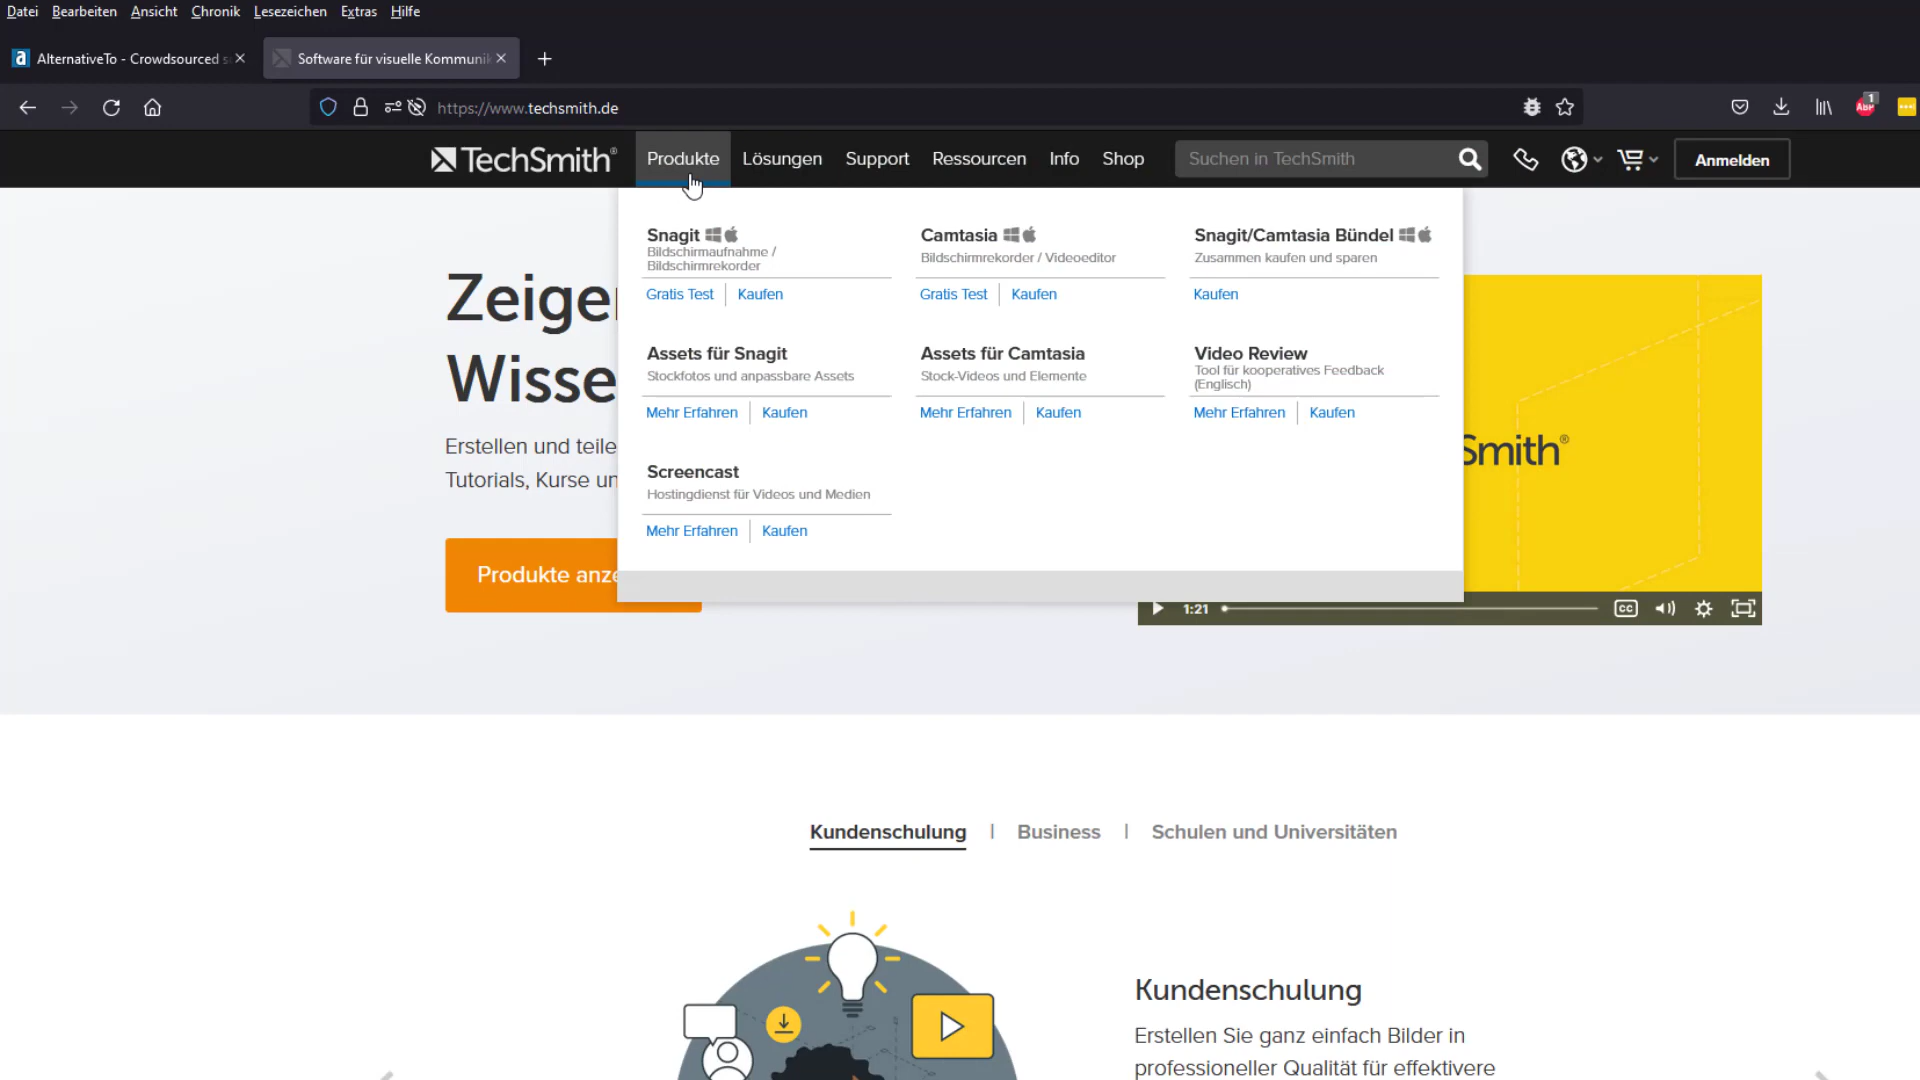 Datei Bearbeiten Ansicht Chronik Lesezeichen Extras Hilfe
AlternativeTo - Crowdsourced
Software für visuelle
https://www.techsmith.de
1
ABP
TechSmith® Produkte Lösungen Support Ressourcen Info Shop Suchen in TechSmith Anmelden
Snagit
Bildschirmaufnahme /
Bildschirmrekorder
Gratis Test Kaufen
Camtasia
Bildschirmrekorder / Videoeditor
Gratis Test Kaufen
Snagit/Camtasia Bündel
Zusammen kaufen und sparen
Kaufen
Assets für Snagit
Stockfotos und anpassbare Assets
Mehr Erfahren Kaufen
Assets für Camtasia
Stock-Videos und Elemente
Mehr Erfahren Kaufen
Video Review
Tool für kooperatives Feedback
(Englisch)
Mehr Erfahren Kaufen
Screencast
Hostingdienst für Videos und Medien
Mehr Erfahren Kaufen
Zeige
Wisse
Erstellen und teile
Tutorials, Kurse un
Produkte anze
Smith®
1:21 CC
Kundenschulung | Business | Schulen und Universitäten
Kundenschulung
Erstellen Sie ganz einfach Bilder in
professioneller Qualität für effektivere